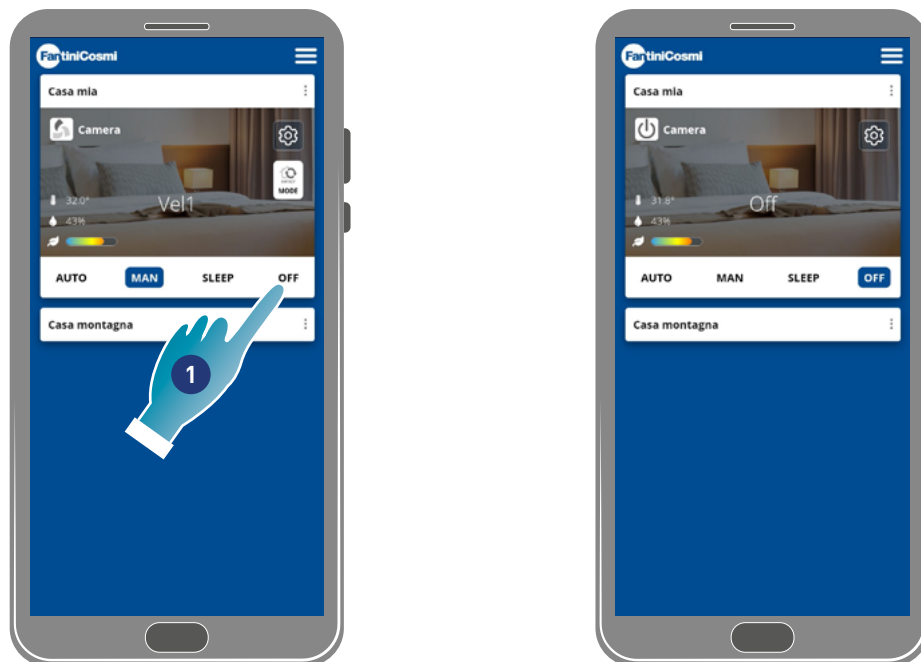 FantiniCosmi
Casa mia
Camera
MODE
32.0°
Vel1
43%
AUTO MAN SLEEP OFF
Casa montagna
1
FantiniCosmi
Casa mia
Camera
31.8°
Off
43%
AUTO MAN SLEEP OFF
Casa montagna